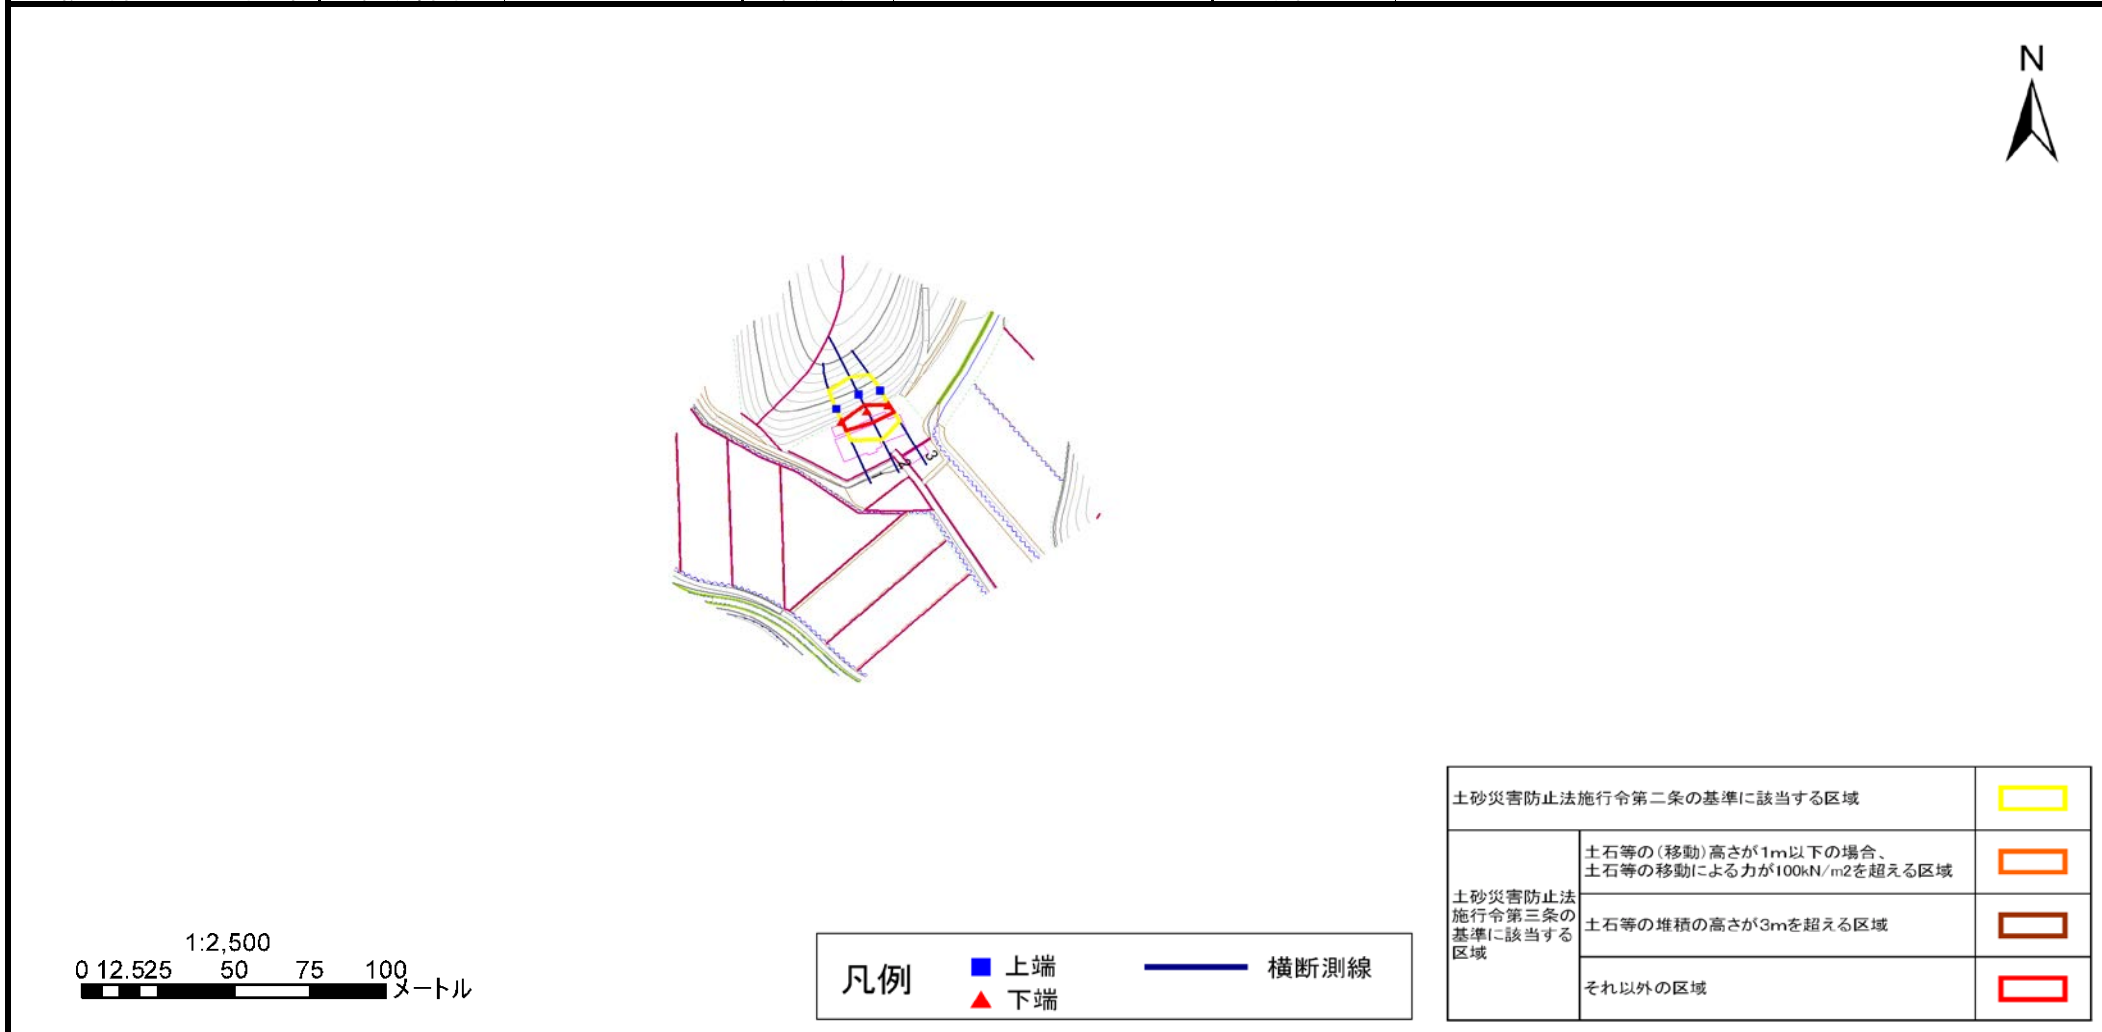 N
2
3
土砂災害防止法施行令第二条の基準に該当する区域
土砂災害防止法
施行令第三条の
基準に該当する
区域
土石等の(移動)高さが1m以下の場合、
土石等の移動による力が100kN/m2を超える区域
土石等の堆積の高さが3mを超える区域
それ以外の区域
1:2,500
0 12.525 50 75 100
メートル
凡例
上端
下端
横断測線